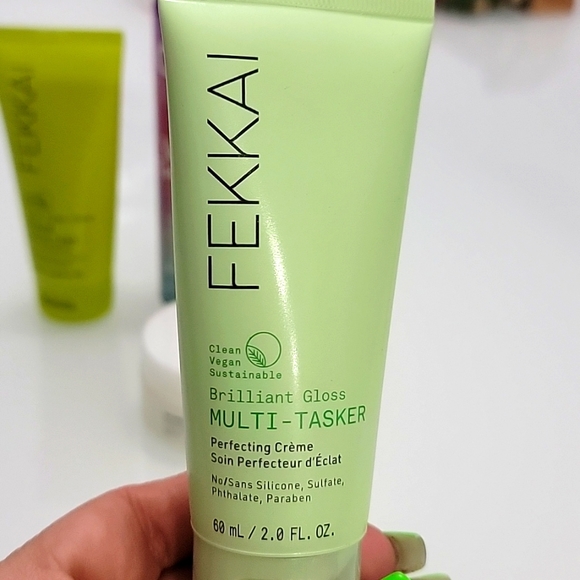 FEKKAI
FEKKAI
Clean
Vegan
Sustainable
Brilliant Gloss
MULTI-TASKER
Perfecting Crème
Soin Perfecteur d'Éclat
No/Sans Silicone, Sulfate,
Phthalate, Paraben
60 mL / 2.0 FL. OZ.